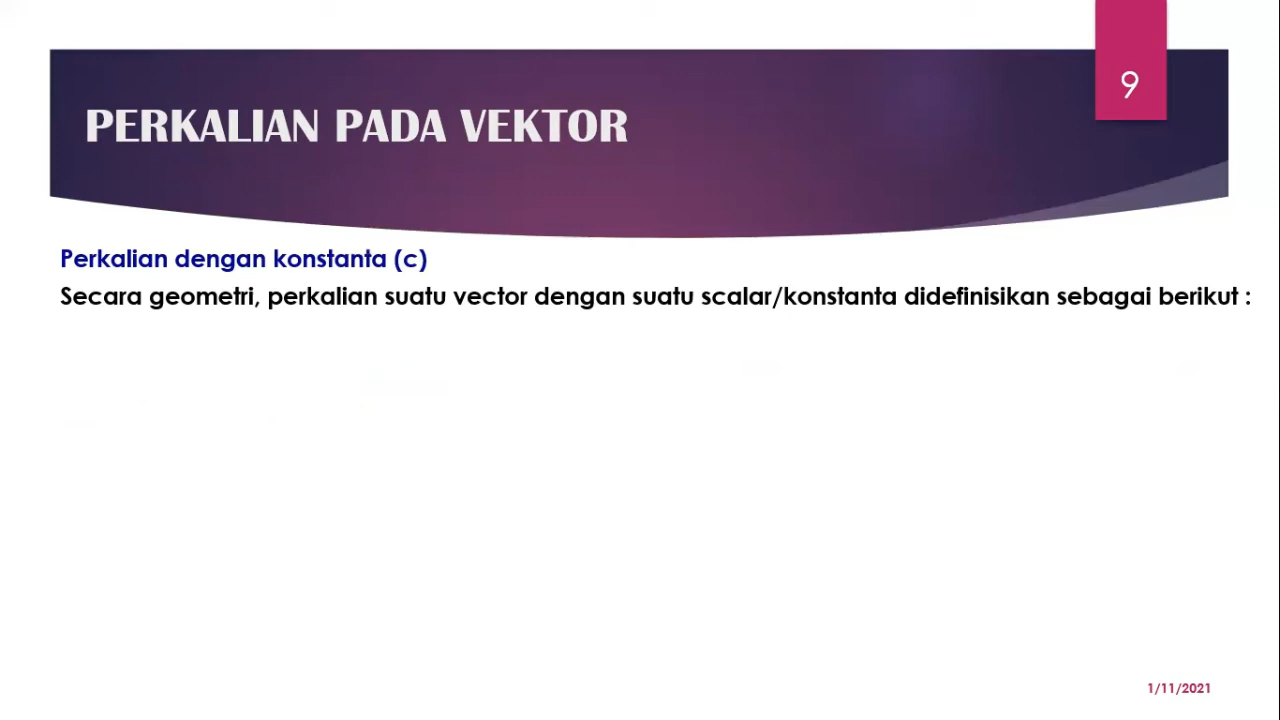 9
PERKALIAN PADA VEKTOR
Perkalian dengan konstanta (c)
Secara geometri, perkalian suatu vector dengan suatu scalar/konstanta didefinisikan sebagai berikut :
1/11/2021